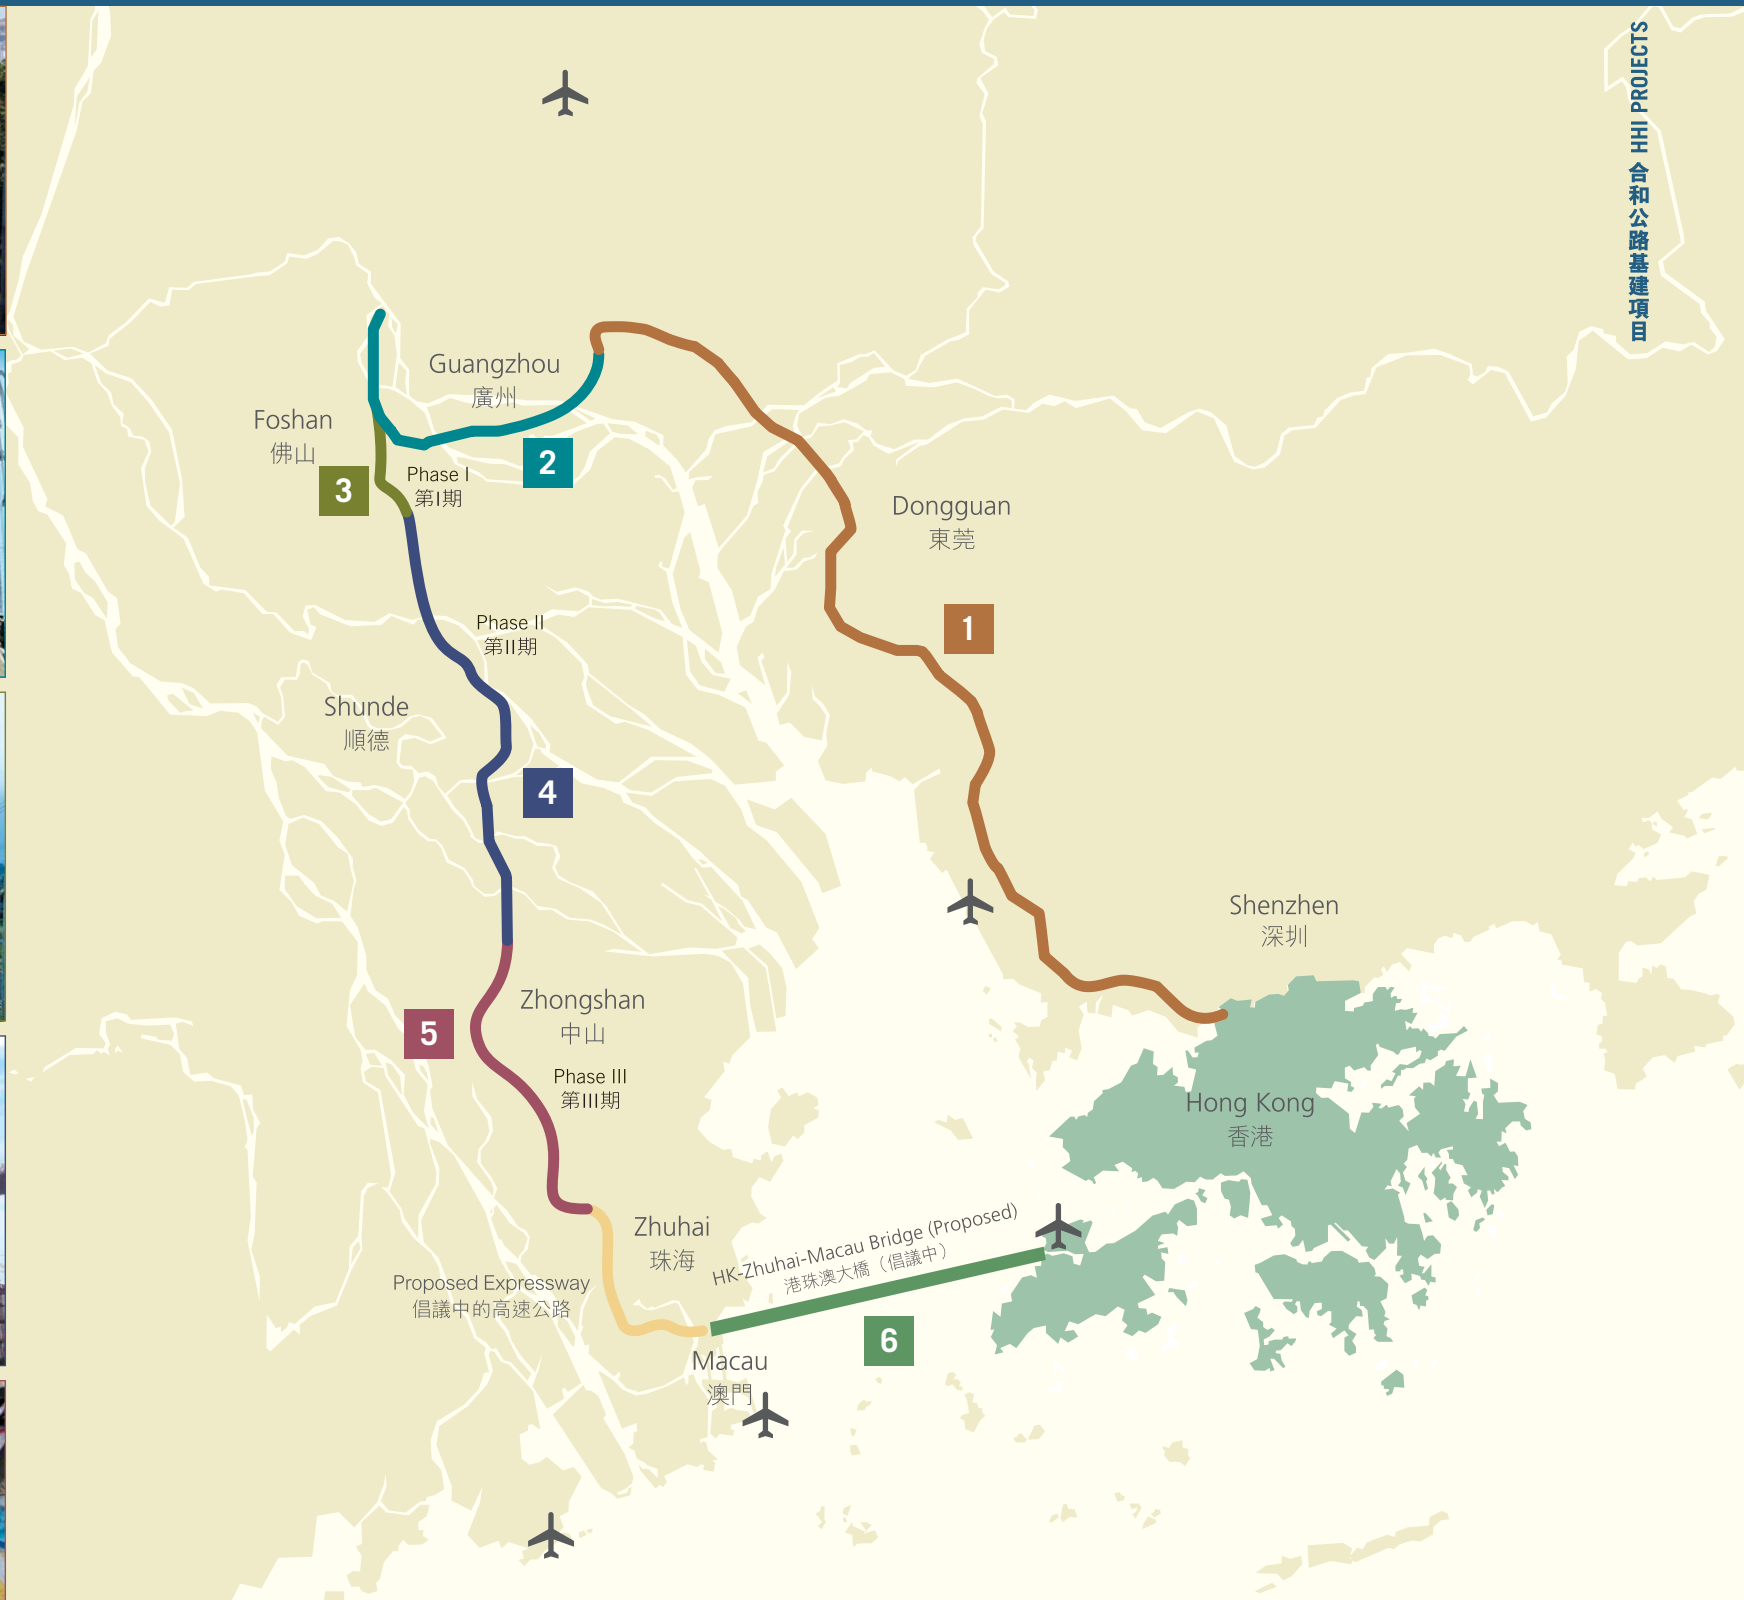 HHI PROJECTS 合和公路基建項目
Guangzhou
廣州
Foshan
佛山
2
3
Phase I
第I期
Dongguan
東莞
1
Phase II
第II期
Shunde
順德
4
Shenzhen
深圳
Zhongshan
中山
5
Phase III
第III期
Hong Kong
香港
Zhuhai
珠海
HK-Zhuhai-Macau Bridge (Proposed)
港珠澳大橋（倡議中）
Proposed Expressway
倡議中的高速公路
6
Macau
澳門